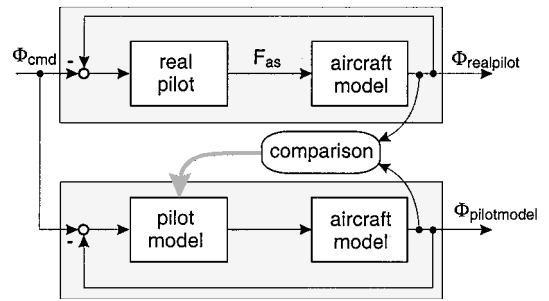 Φcmd
-
real
pilot
Fas
aircraft
model
Φrealpilot
comparison
pilot
model
aircraft
model
Φpilotmodel
-